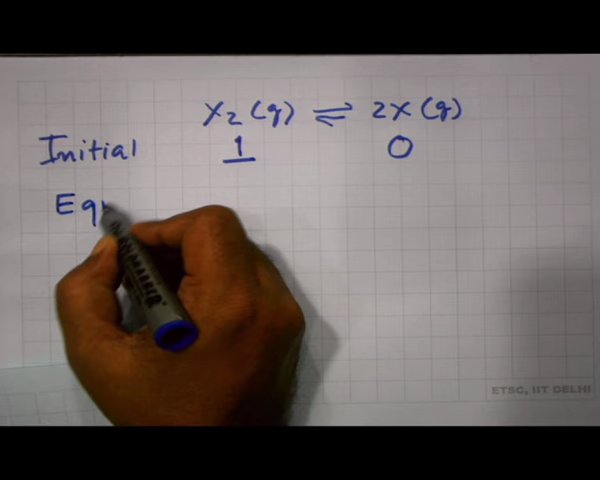 X2 (g) ⇌ 2X (g)
Initial 1 0
Eq
ETSC, IIT DELHI